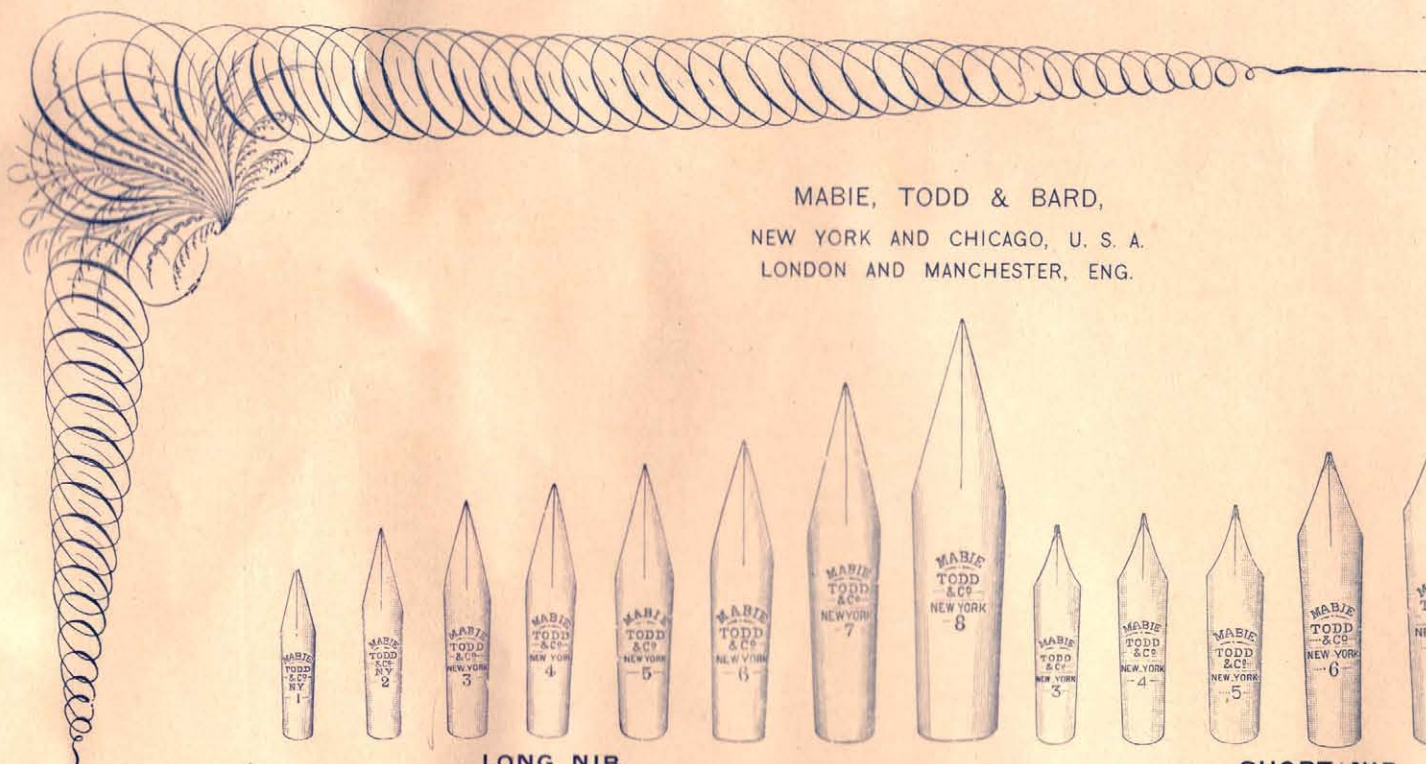 MABIE, TODD & BARD,
NEW YORK AND CHICAGO, U. S. A.
LONDON AND MANCHESTER, ENG.
MABIE
TODD
& Co
NY
1
MABIE
TODD
& Co
NY
2
MABIE
TODD
& Co
NEW YORK
3
MABIE
TODD
& Co
NEW YORK
4
MABIE
TODD
& Co
NEW YORK
5
MABIE
TODD
& Co
NEW YORK
6
MABIE
TODD
& Co
NEW YORK
7
MABIE
TODD
& Co
NEW YORK
8
MABIE
TODD
& Co
NEW YORK
3
MABIE
TODD
& Co
NEW YORK
4
MABIE
TODD
& Co
NEW YORK
5
MABIE
TODD
& Co
NEW YORK
6
LONG NIB
SHORT NIB